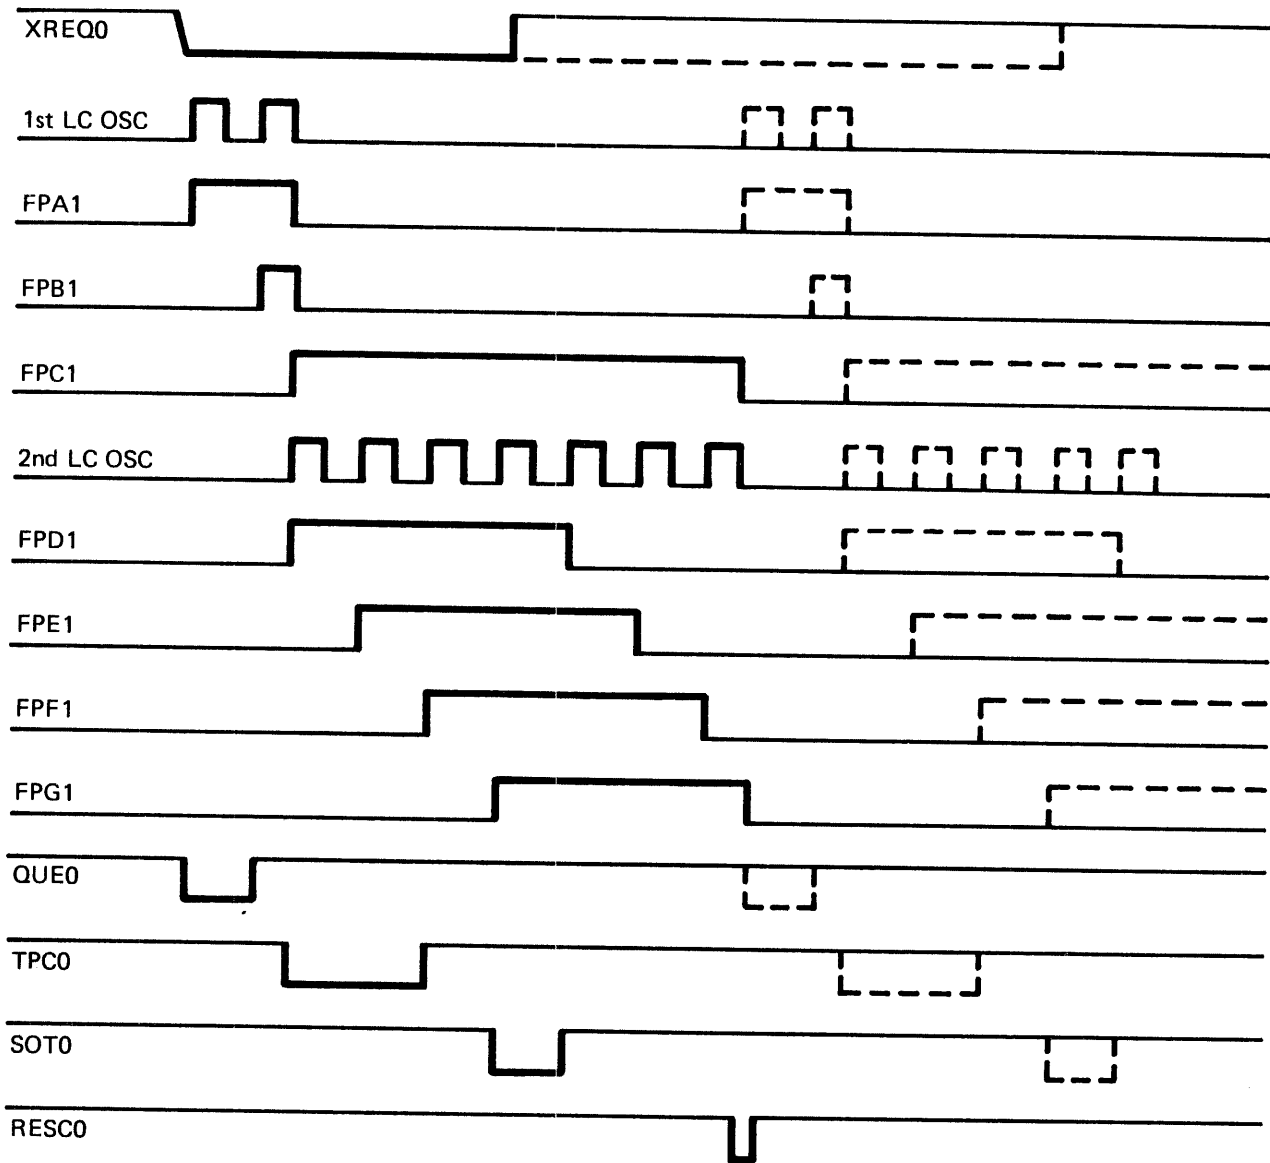 XREQ0
1st LC OSC
FPA1
FPB1
FPC1
2nd LC OSC
FPD1
FPE1
FPF1
FPG1
QUE0
TPC0
SOT0
RESC0